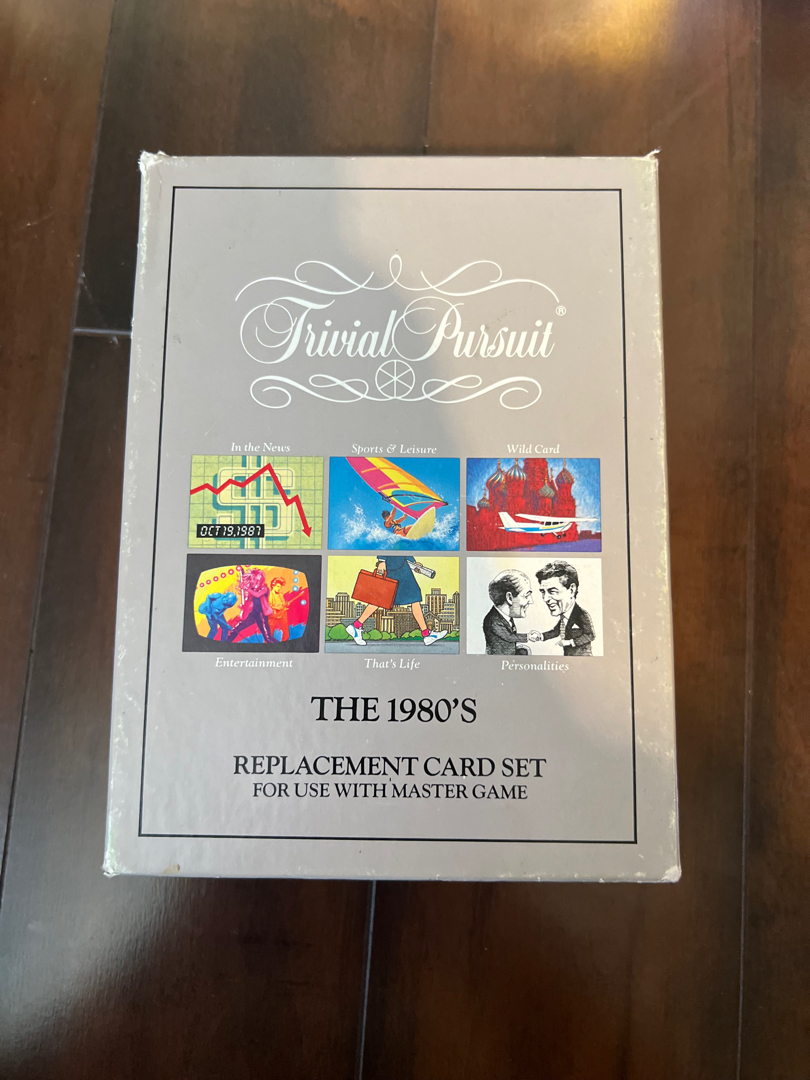 Trivial Pursuit®
In the News Sports & Leisure Wild Card
OCT 19,1987
Entertainment That's Life Personalities
THE 1980'S
REPLACEMENT CARD SET
FOR USE WITH MASTER GAME